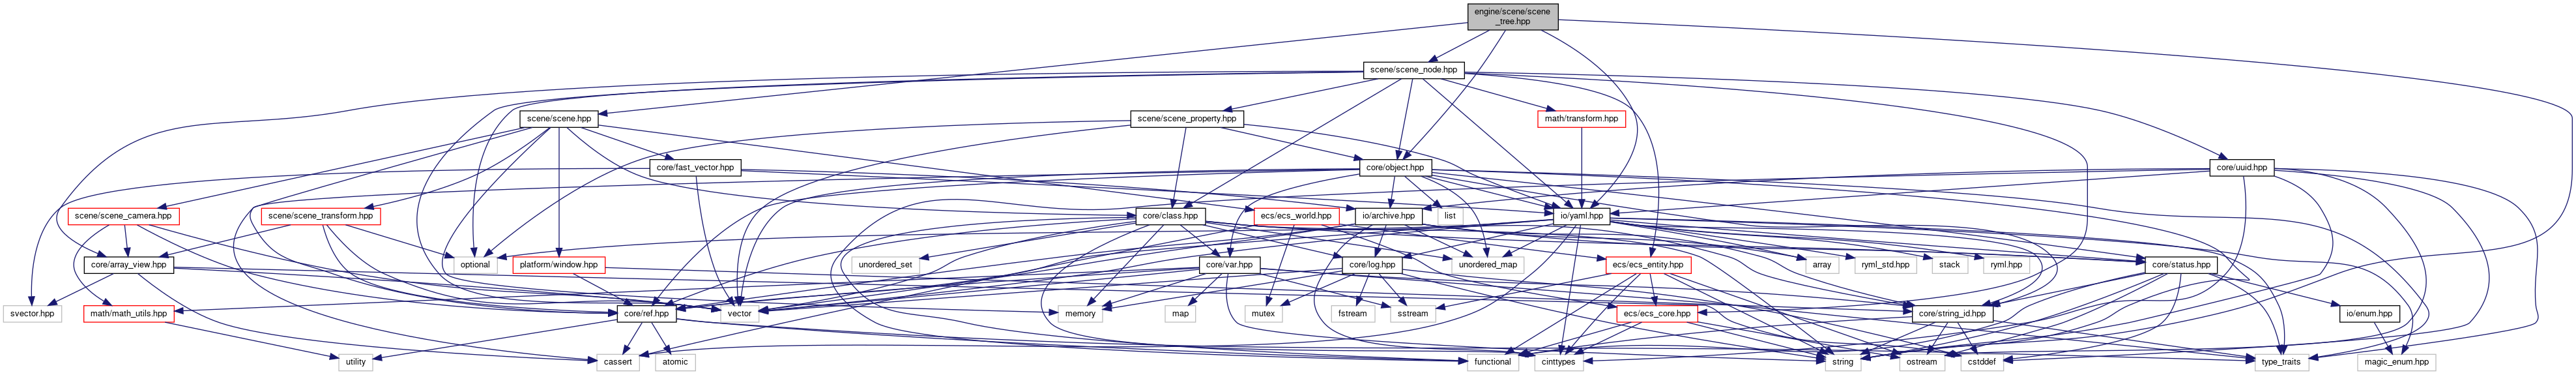 engine/scene/scene
_tree.hpp
scene/scene_node.hpp
scene/scene.hpp
scene/scene_property.hpp
math/transform.hpp
core/fast_vector.hpp
core/object.hpp
core/uuid.hpp
scene/scene_camera.hpp
scene/scene_transform.hpp
core/class.hpp
ecs/ecs_world.hpp
io/archive.hpp
list
io/yaml.hpp
core/array_view.hpp
optional
platform/window.hpp
unordered_set
core/var.hpp
core/log.hpp
unordered_map
ecs/ecs_entity.hpp
array
ryml_std.hpp
stack
ryml.hpp
core/status.hpp
svector.hpp
math/math_utils.hpp
core/ref.hpp
vector
memory
map
mutex
fstream
sstream
ecs/ecs_core.hpp
core/string_id.hpp
io/enum.hpp
utility
cassert
atomic
functional
cinttypes
string
ostream
cstddef
type_traits
magic_enum.hpp